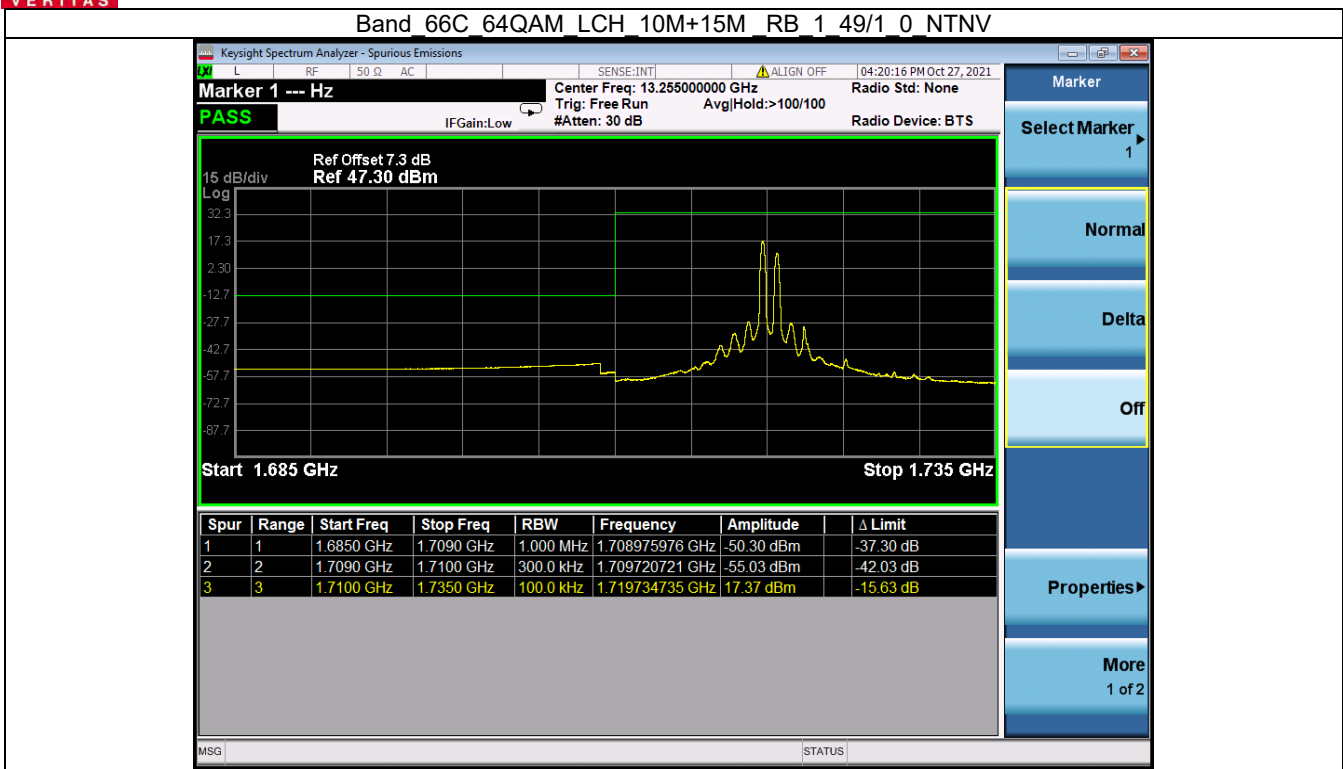 VERITAS
Band_66C_64QAM_LCH_10M+15M _RB_1_49/1_0_NTNV
Keysight Spectrum Analyzer - Spurious Emissions
LXI L RF 50 Ω AC SENSE:INT ALIGN OFF 04:20:16 PM Oct 27, 2021
Marker 1 --- Hz
Center Freq: 13.255000000 GHz Radio Std: None
Trig: Free Run Avg|Hold:>100/100
PASS IFGain:Low #Atten: 30 dB Radio Device: BTS
Ref Offset 7.3 dB
15 dB/div Ref 47.30 dBm
Log
32.3
17.3
2.30
-12.7
-27.7
-42.7
-57.7
-72.7
-87.7
Start 1.685 GHz Stop 1.735 GHz
Spur Range Start Freq Stop Freq RBW Frequency Amplitude Δ Limit
1 1 1.6850 GHz 1.7090 GHz 1.000 MHz 1.708975976 GHz -50.30 dBm -37.30 dB
2 2 1.7090 GHz 1.7100 GHz 300.0 kHz 1.709720721 GHz -55.03 dBm -42.03 dB
3 3 1.7100 GHz 1.7350 GHz 100.0 kHz 1.719734735 GHz 17.37 dBm -15.63 dB
MSG STATUS
Marker
Select Marker
1
Normal
Delta
Off
Properties
More
1 of 2